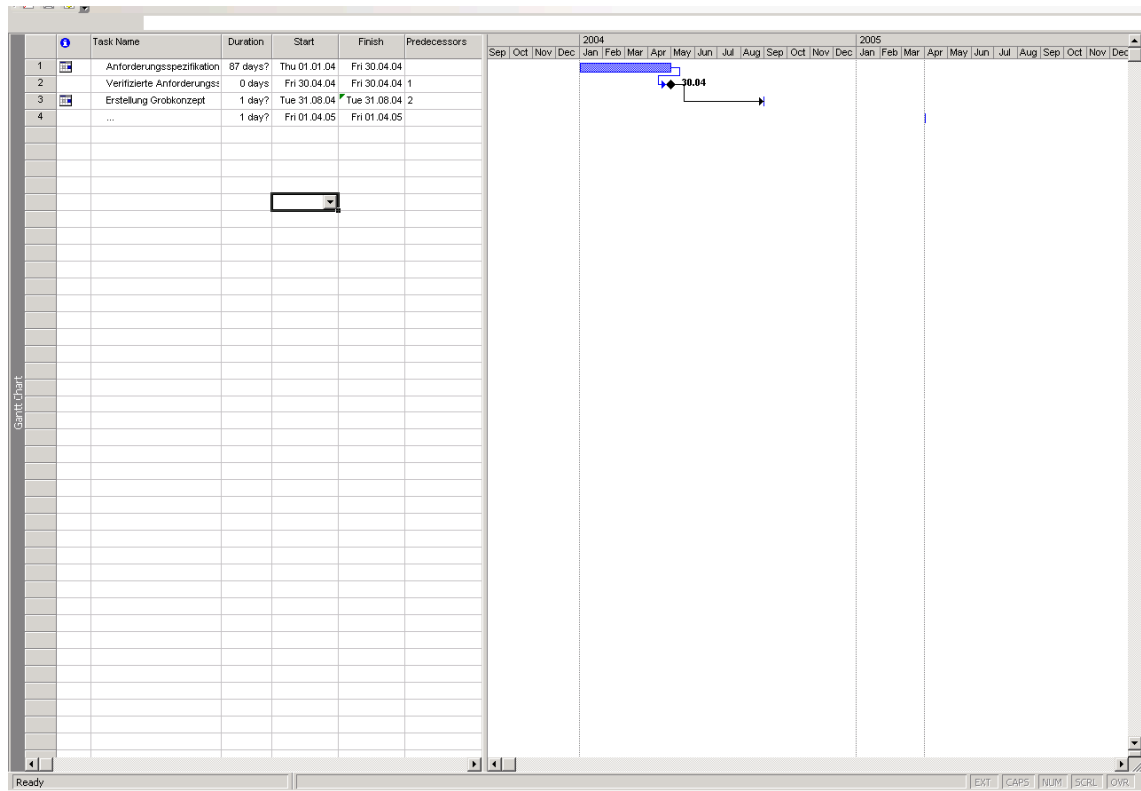 2004 2005
Task Name Duration Start Finish Predecessors Sep Oct Nov Dec Jan Feb Mar Apr May Jun Jul Aug Sep Oct Nov Dec Jan Feb Mar Apr May Jun Jul Aug Sep Oct Nov Dec
1 Anforderungsspezifikation 87 days? Thu 01.01.04 Fri 30.04.04
2 Verifizierte Anforderungs 0 days Fri 30.04.04 Fri 30.04.04 1 30.04
3 Erstellung Grobkonzept 1 day? Tue 31.08.04 Tue 31.08.04 2
4 ... 1 day? Fri 01.04.05 Fri 01.04.05
Gantt Chart
Ready EXT CAPS NUM SCRL OVR